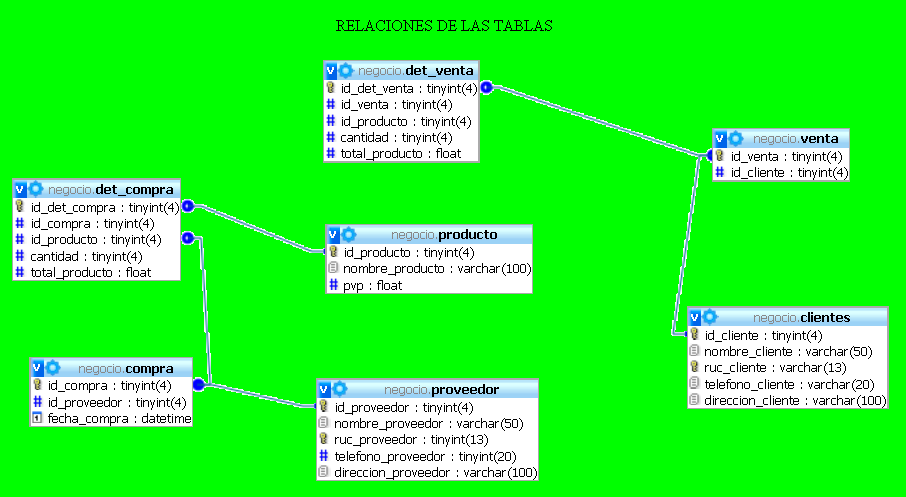 RELACIONES DE LAS TABLAS
negocio.det_venta
id_det_venta : tinyint(4)
id_venta : tinyint(4)
id_producto : tinyint(4)
cantidad : tinyint(4)
total_producto : float
negocio.venta
id_venta : tinyint(4)
id_cliente : tinyint(4)
negocio.det_compra
id_det_compra : tinyint(4)
id_compra : tinyint(4)
id_producto : tinyint(4)
cantidad : tinyint(4)
total_producto : float
negocio.producto
id_producto : tinyint(4)
nombre_producto : varchar(100)
pvp : float
negocio.clientes
id_cliente : tinyint(4)
nombre_cliente : varchar(50)
ruc_cliente : varchar(13)
telefono_cliente : varchar(20)
direccion_cliente : varchar(100)
negocio.compra
id_compra : tinyint(4)
id_proveedor : tinyint(4)
fecha_compra : datetime
negocio.proveedor
id_proveedor : tinyint(4)
nombre_proveedor : varchar(50)
ruc_proveedor : tinyint(13)
telefono_proveedor : tinyint(20)
direccion_proveedor : varchar(100)